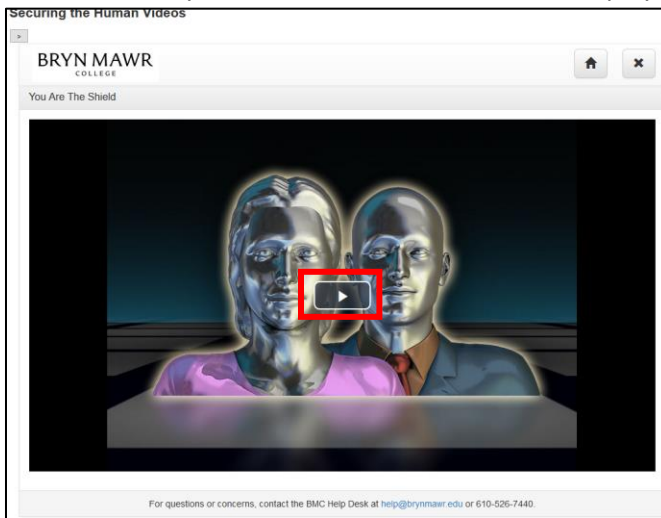 Securing the Human Videos
>
BRYN MAWR
COLLEGE
You Are The Shield
For questions or concerns, contact the BMC Help Desk at help@brynmawr.edu or 610-526-7440.